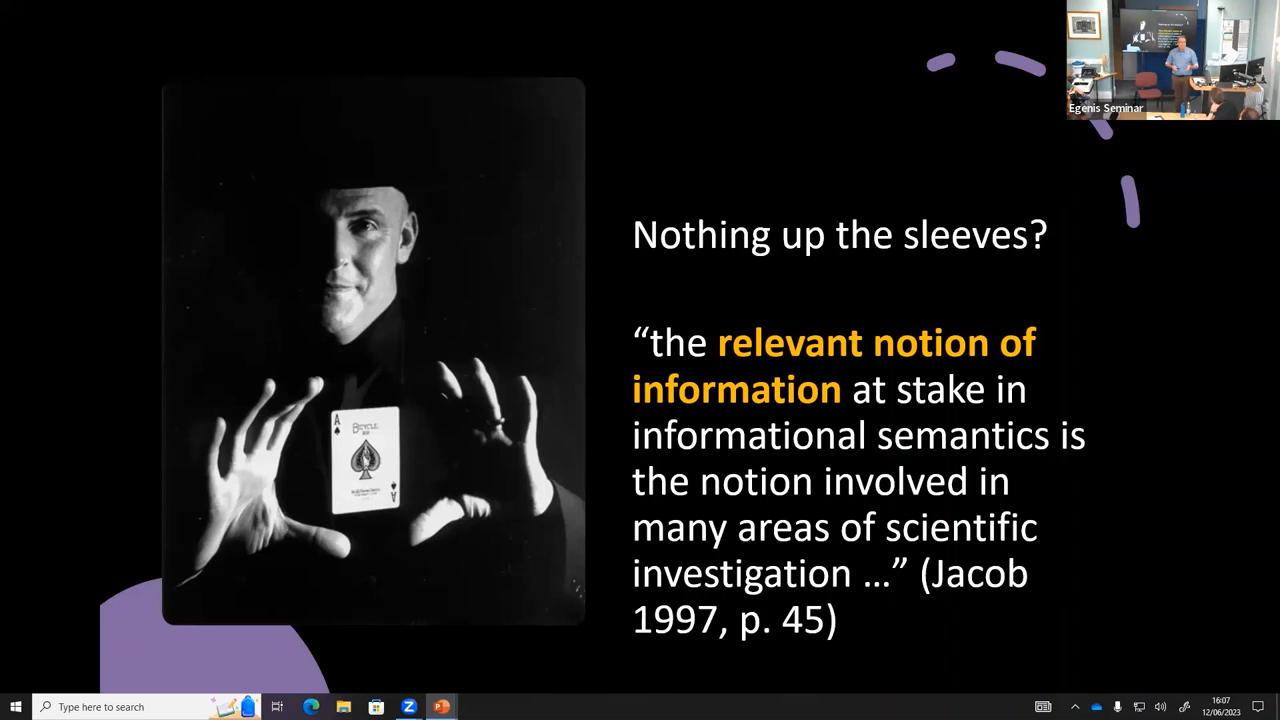 Egenis Seminar
Nothing up the sleeves?
“the relevant notion of
information at stake in
informational semantics is
the notion involved in
many areas of scientific
investigation ...” (Jacob
1997, p. 45)
A
BICYCLE
A
Type here to search
16:07
12/06/2023